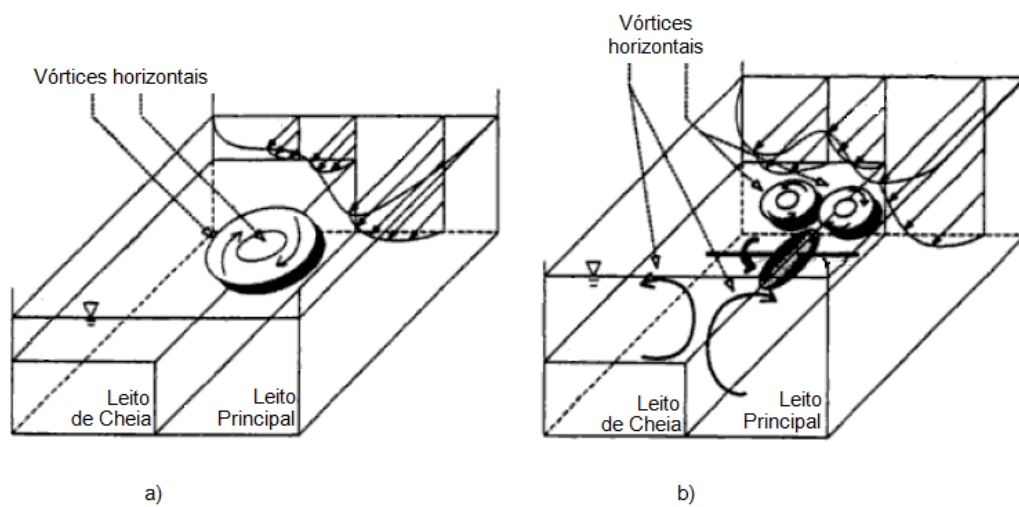 Vórtices horizontais
Leito
de Cheia
Leito
Principal
a)
Vórtices
horizontais
Leito
de Cheia
Leito
Principal
b)